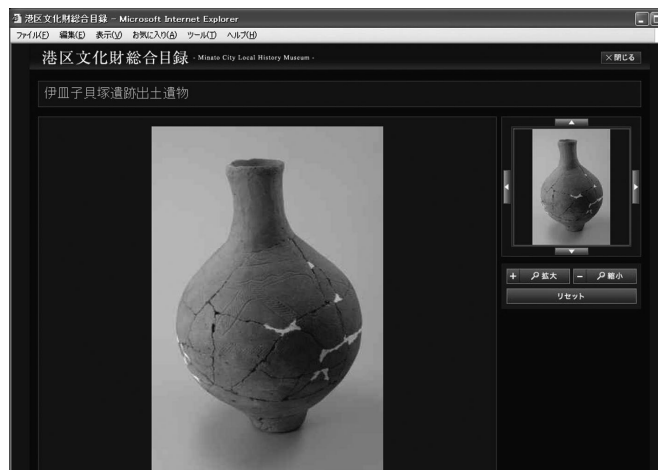 港区文化財総合目録 - Microsoft Internet Explorer
ファイル(F) 編集(E) 表示(V) お気に入り(A) ツール(T) ヘルプ(H)
港区文化財総合目録 - Minato City Local History Museum -
×閉じる
伊皿子貝塚遺跡出土遺物
+ 拡大
− 縮小
リセット